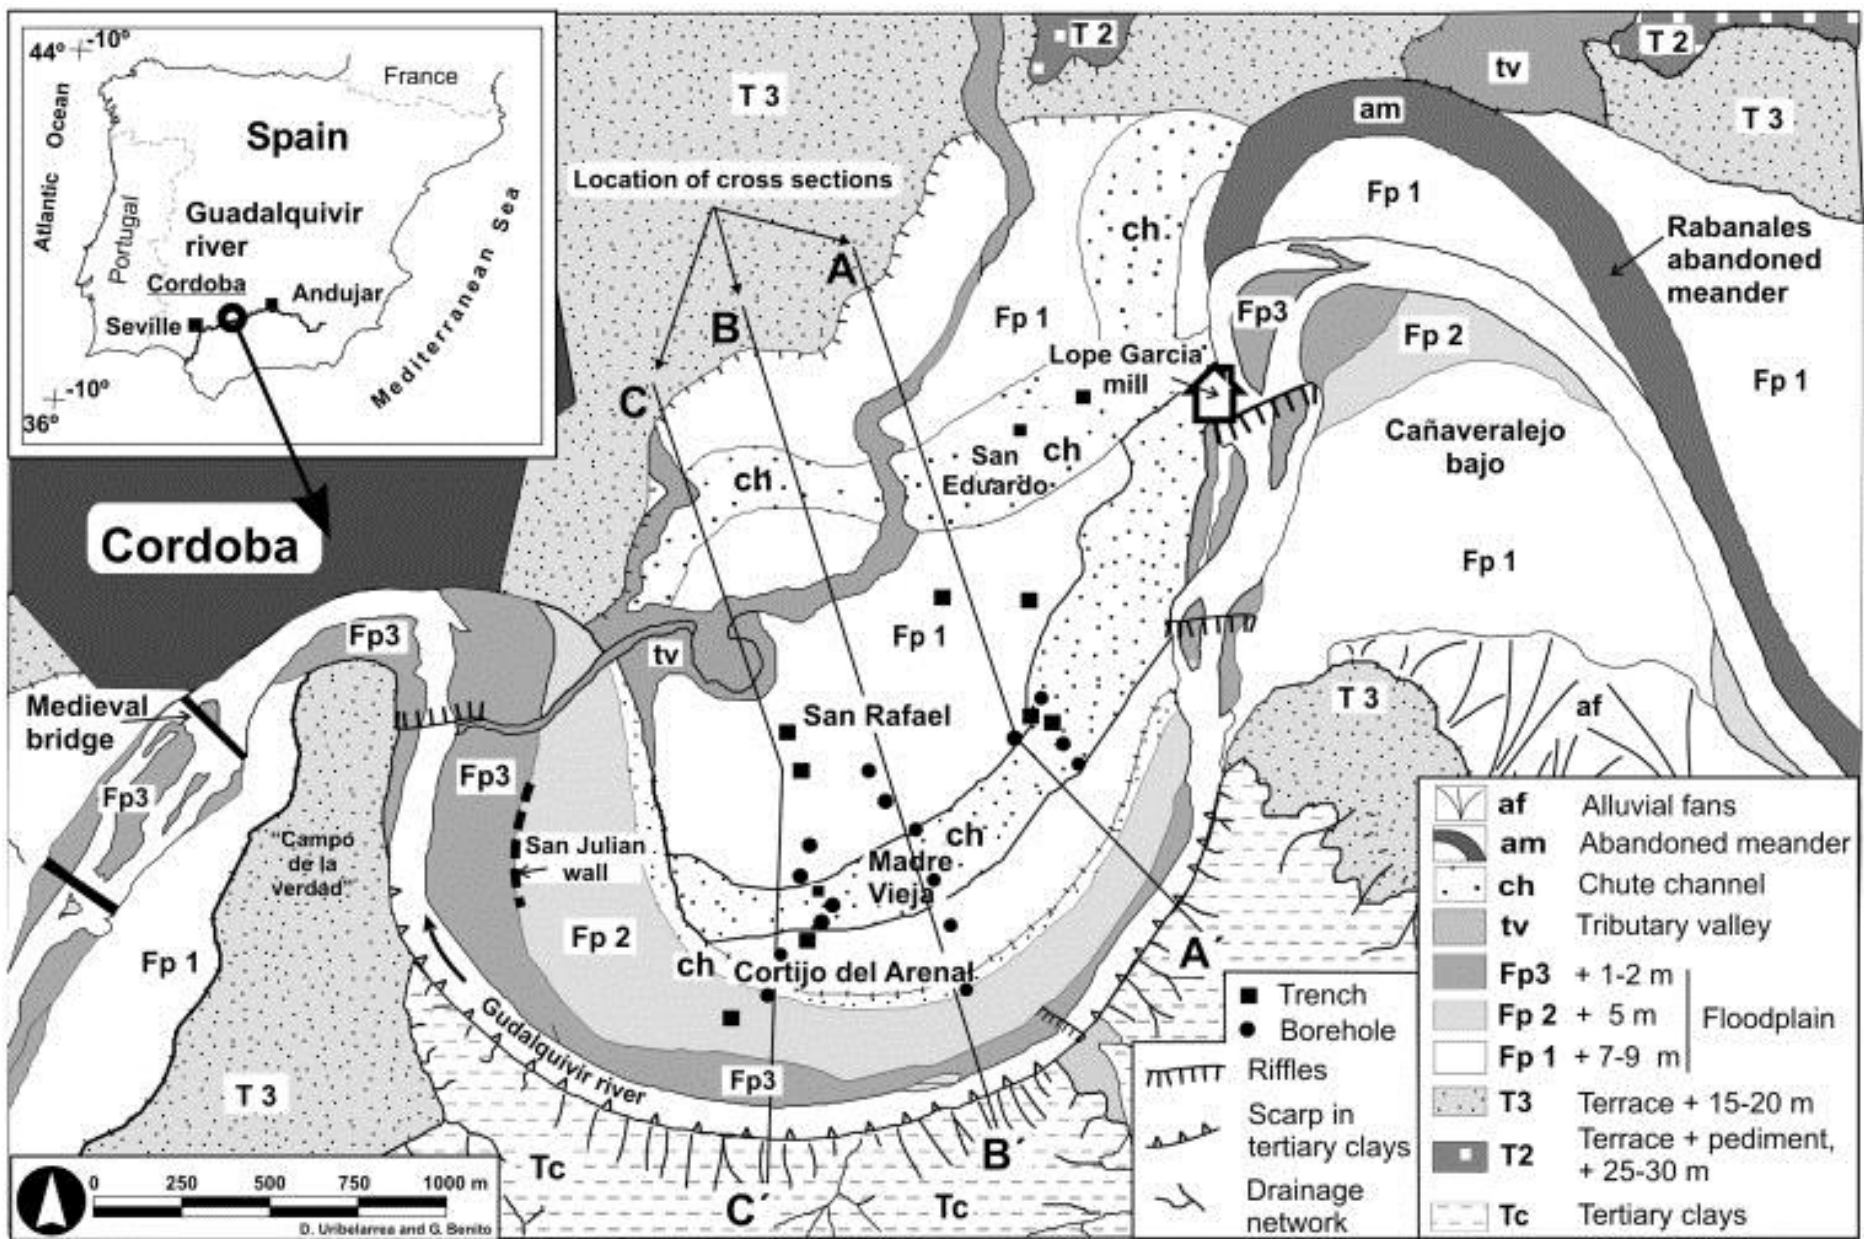 44º
-10º
France
Atlantic Ocean
Spain
Portugal
Guadalquivir
river
Cordoba
Andujar
Seville
Mediterranean Sea
-10º
36º
T 2
T 2
tv
T 3
T 3
am
Location of cross sections
Fp 1
ch
Rabanales
abandoned
meander
A
B
C
Fp 1
Fp3
Fp 2
Lope Garcia
mill
Fp 1
Cañaveralejo
bajo
ch
San
Eduardo
ch
Cordoba
Fp 1
Fp3
Fp 1
tv
Medieval
bridge
San Rafael
T 3
af
Fp3
Fp3
"Campo
de la
verdad"
San Julian
wall
ch
Madre
Vieja
Fp 2
Fp 1
ch
Cortijo del Arenal
A´
Gudalquivir river
Fp3
T 3
B´
Tc
C´
Tc
0 250 500 750 1000 m
D. Uribelarrea and G. Benito
Trench
Borehole
Riffles
Scarp in
tertiary clays
Drainage
network
af Alluvial fans
am Abandoned meander
ch Chute channel
tv Tributary valley
Fp3 + 1-2 m
Fp 2 + 5 m
Floodplain
Fp 1 + 7-9 m
T3 Terrace + 15-20 m
T2 Terrace + pediment,
+ 25-30 m
Tc Tertiary clays